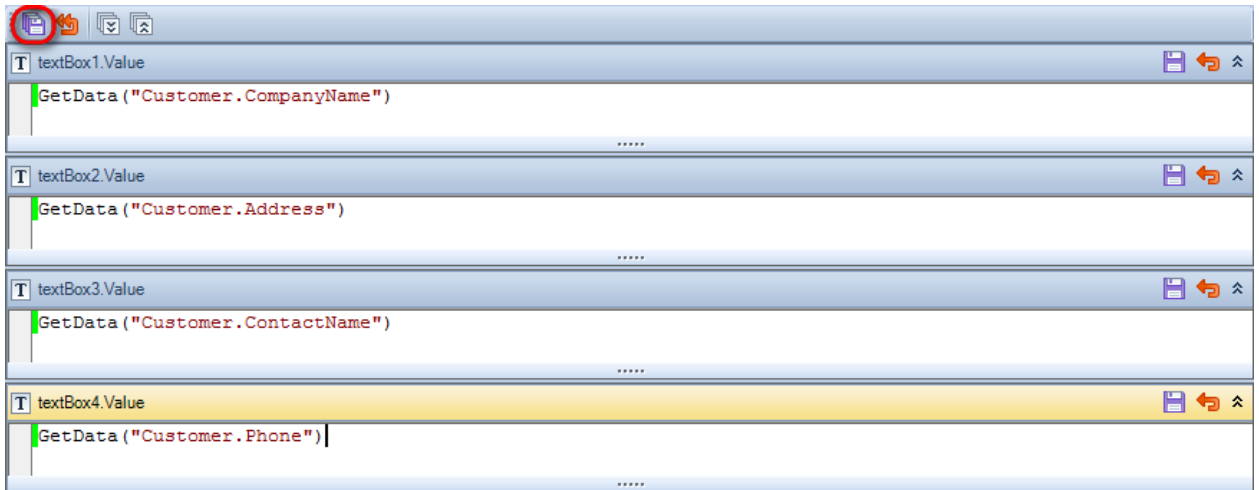 T textBox1.Value
GetData("Customer.CompanyName")
T textBox2.Value
GetData("Customer.Address")
T textBox3.Value
GetData("Customer.ContactName")
T textBox4.Value
GetData("Customer.Phone")